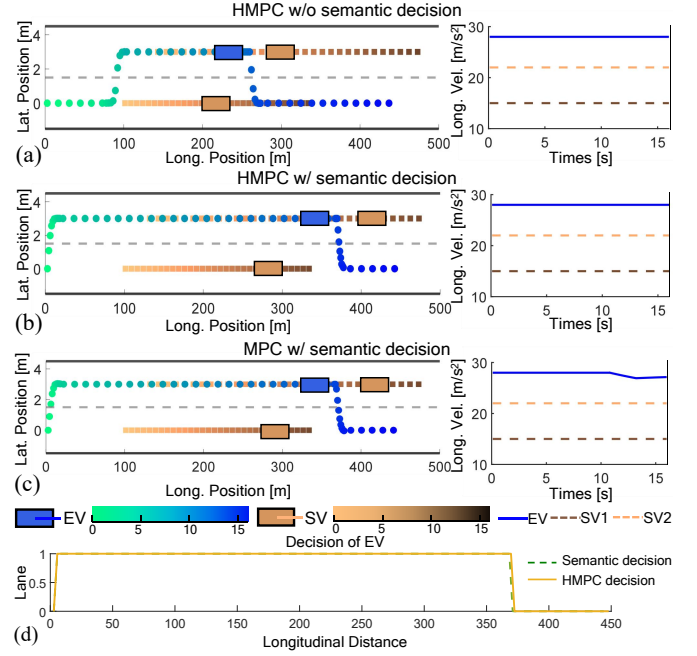 HMPC w/o semantic decision
Lat. Position [m]
4
2
0
0 100 200 300 400 500
Long. Position [m]
(a)
Long. Vel. [m/s²]
30
20
10
0 5 10 15
Times [s]
HMPC w/ semantic decision
Lat. Position [m]
4
2
0
0 100 200 300 400 500
Long. Position [m]
(b)
Long. Vel. [m/s²]
30
20
10
0 5 10 15
Times [s]
MPC w/ semantic decision
Lat. Position [m]
4
2
0
0 100 200 300 400 500
Long. Position [m]
(c)
Long. Vel. [m/s²]
30
20
10
0 5 10 15
Times [s]
EV 0 5 10 15 SV 0 5 10 15 EV SV1 SV2
Decision of EV
Lane
1
0.5
0
0 50 100 150 200 250 300 350 400 450
Longitudinal Distance
(d)
Semantic decision
HMPC decision